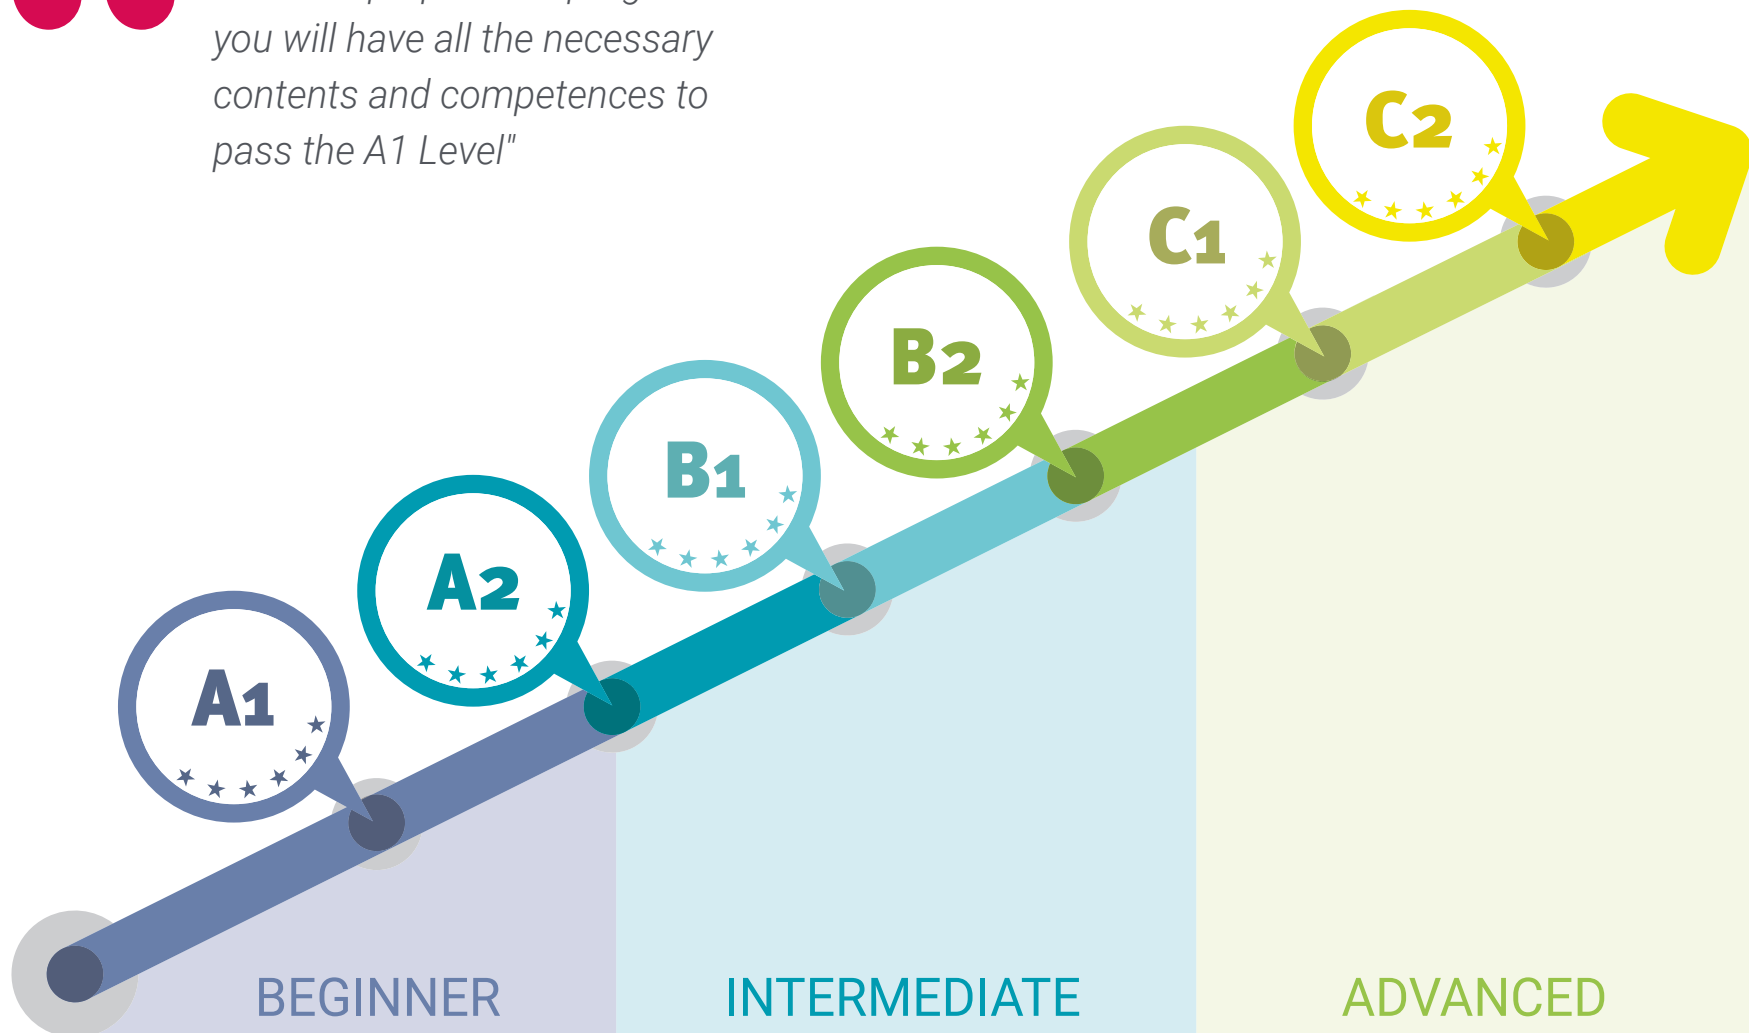 you will have all the necessary
contents and competences to
pass the A1 Level"
C2
C1
B2
B1
A2
A1
BEGINNER INTERMEDIATE ADVANCED